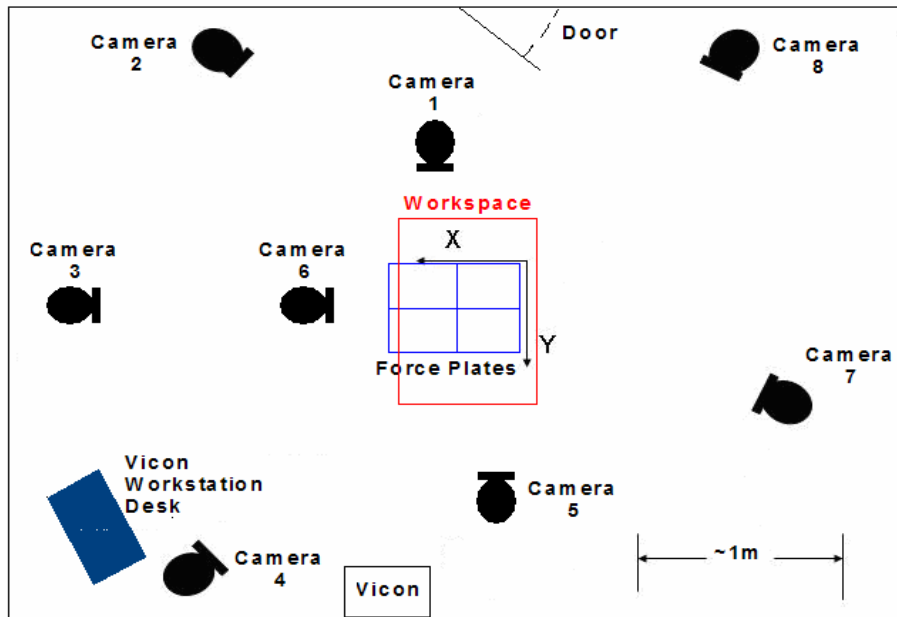 Camera
2
Door
Camera
8
Camera
1
Workspace
X
Camera
3
Camera
6
Y
Force Plates
Camera
7
Vicon
Workstation
Desk
Camera
5
Camera
4
~1m
Vicon